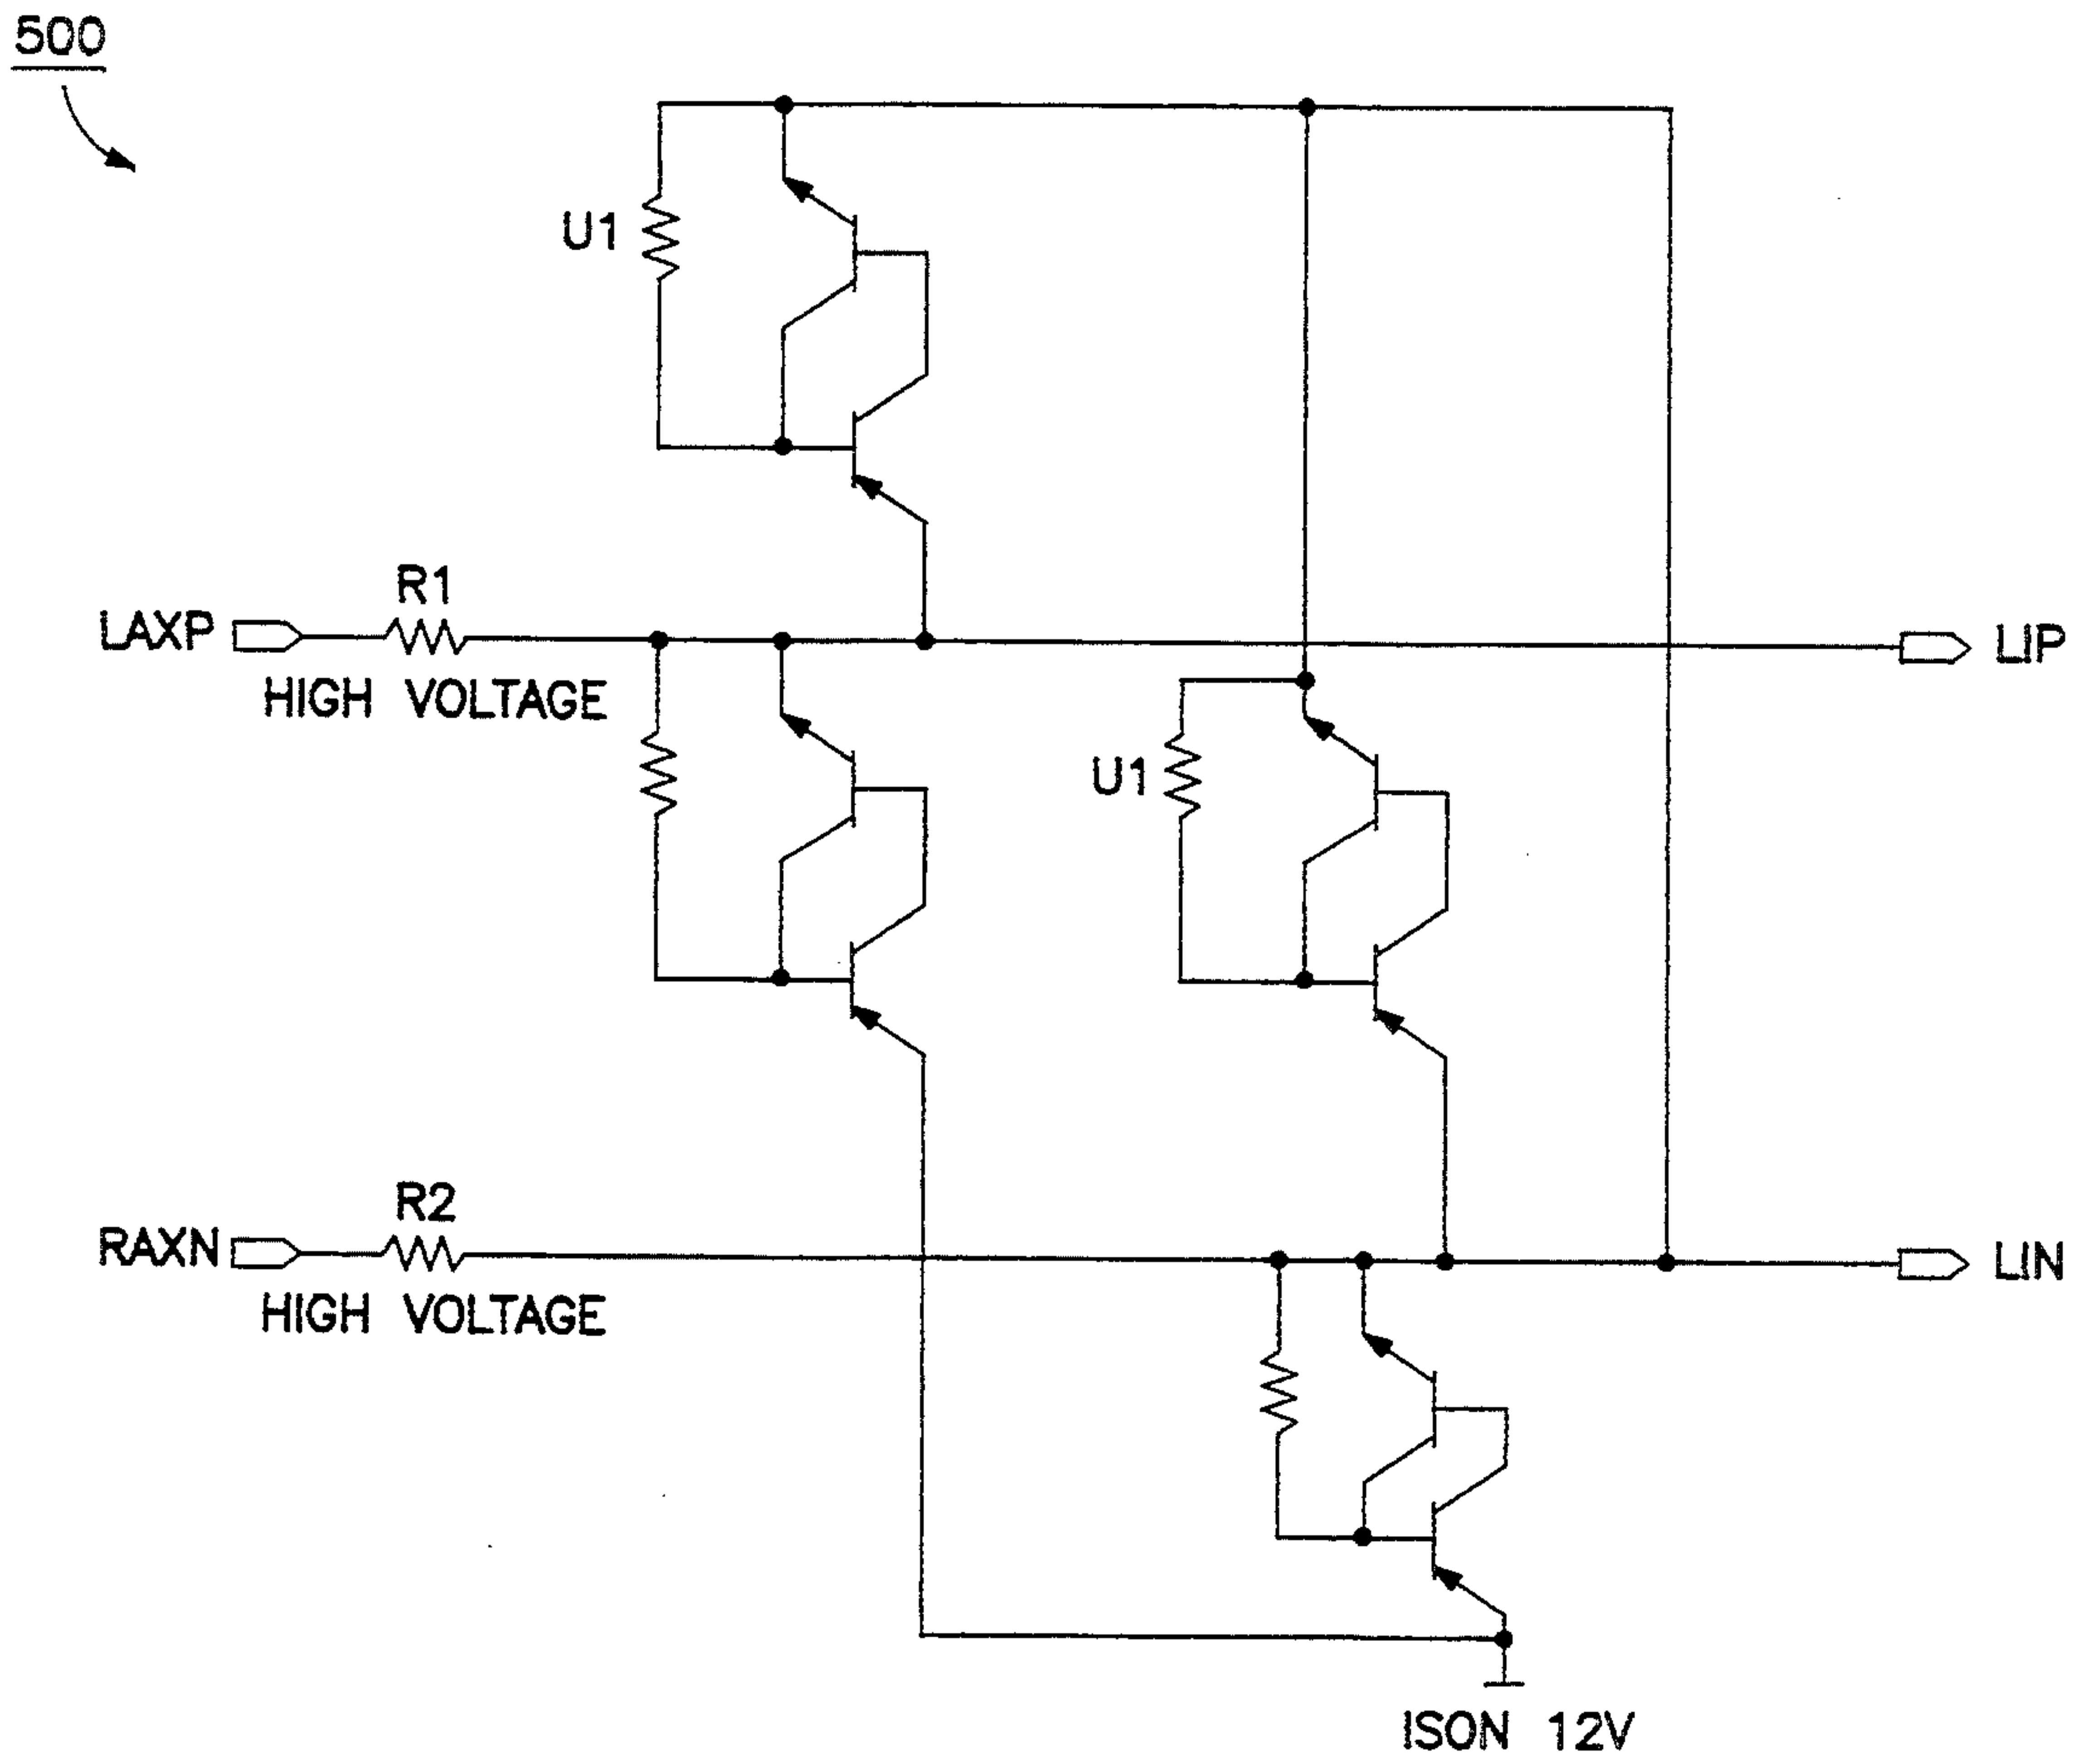 500
U1
R1
LAXP
LIP
HIGH VOLTAGE
U1
R2
RAXN
LIN
HIGH VOLTAGE
ISON 12V